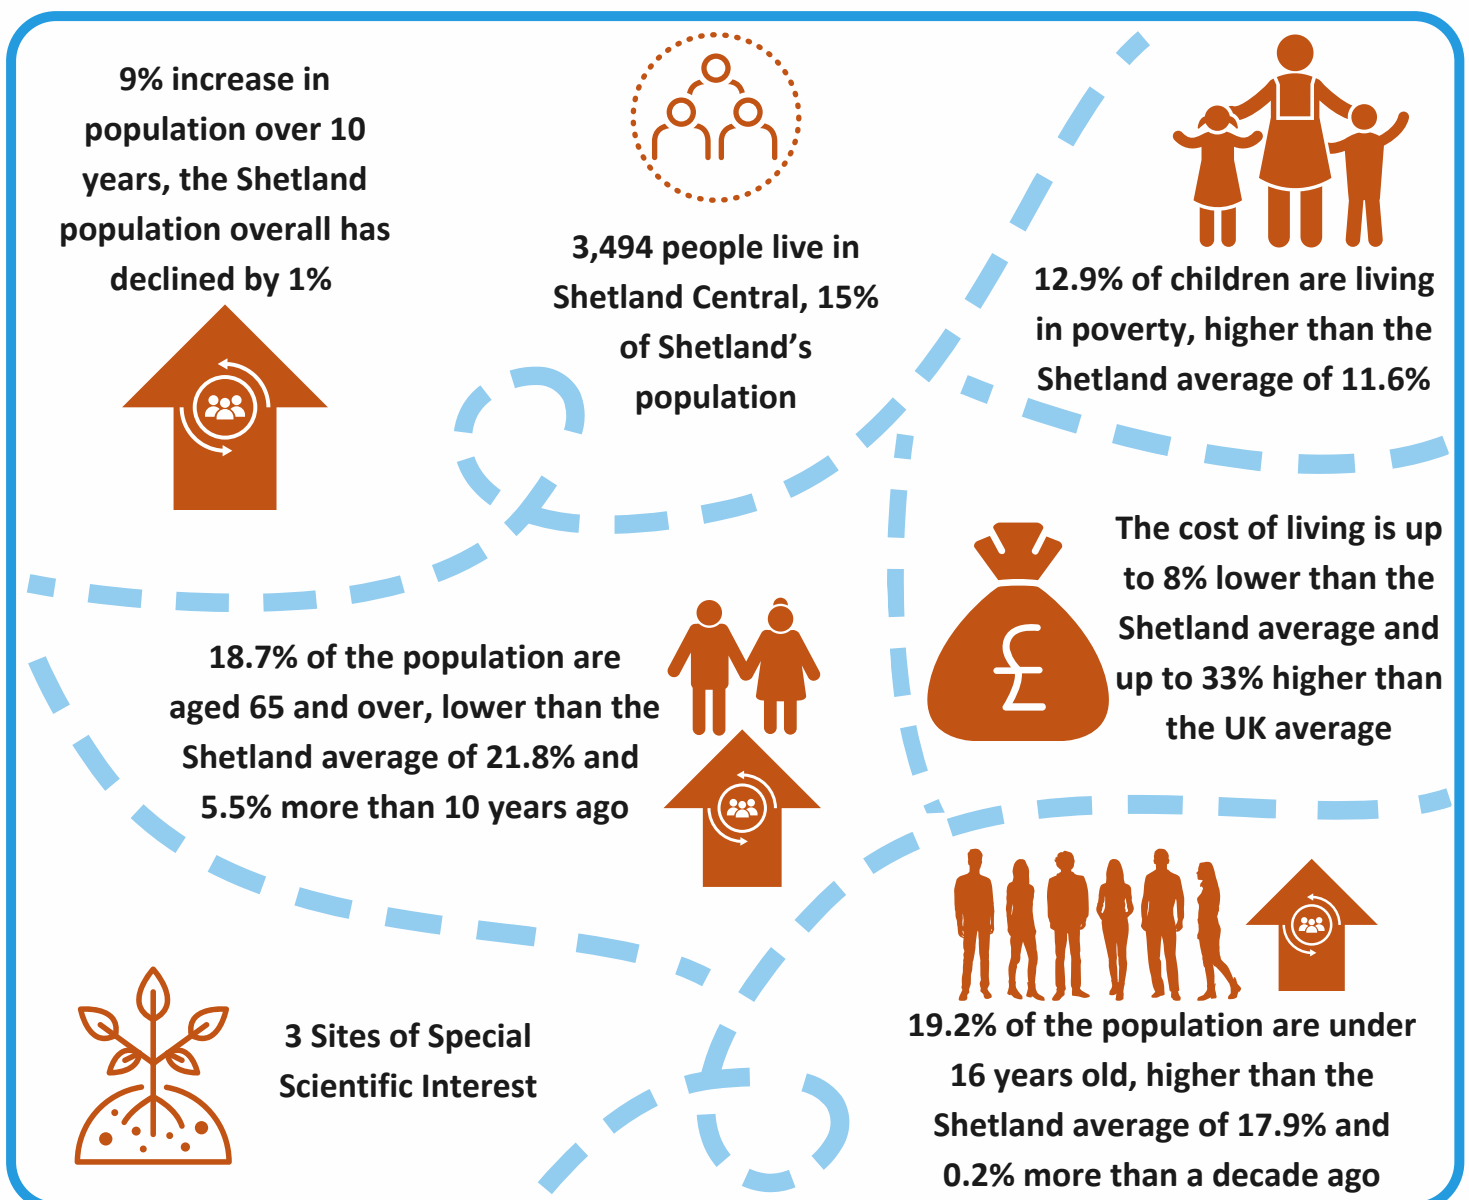 9% increase in
population over 10
years, the Shetland
population overall has
declined by 1%
3,494 people live in
Shetland Central, 15%
of Shetland's
population
12.9% of children are living
in poverty, higher than the
Shetland average of 11.6%
The cost of living is up
to 8% lower than the
Shetland average and
up to 33% higher than
the UK average
£
18.7% of the population are
aged 65 and over, lower than the
Shetland average of 21.8% and
5.5% more than 10 years ago
3 Sites of Special
Scientific Interest
19.2% of the population are under
16 years old, higher than the
Shetland average of 17.9% and
0.2% more than a decade ago